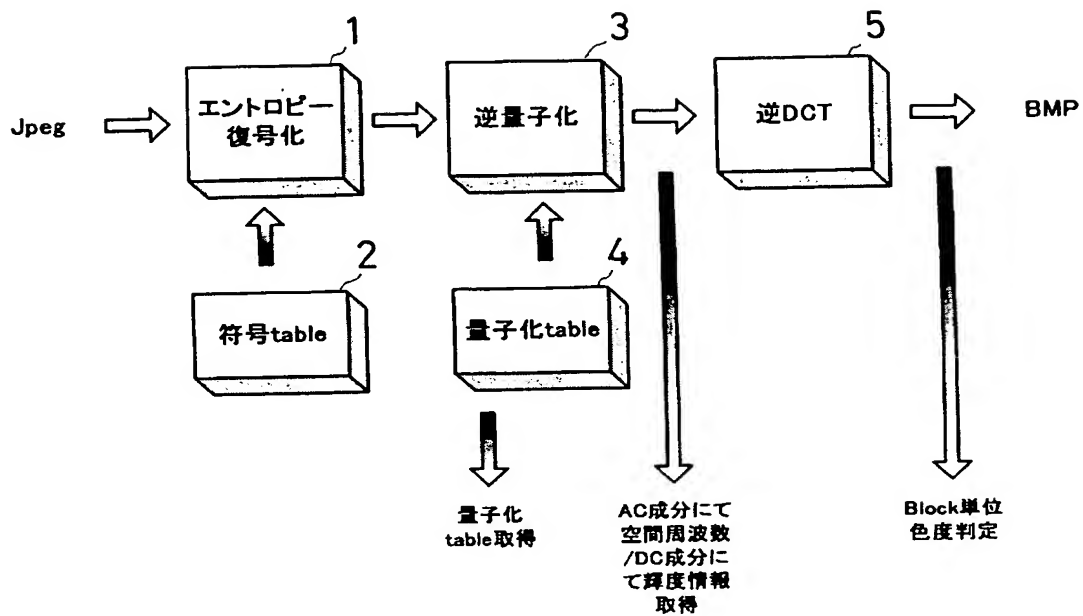 1
3
5
Jpeg
エントロピー
復号化
逆量子化
逆DCT
BMP
2
4
符号table
量子化table
量子化
table取得
AC成分にて
空間周波数
/DC成分に
て輝度情報
取得
Block単位
色度判定